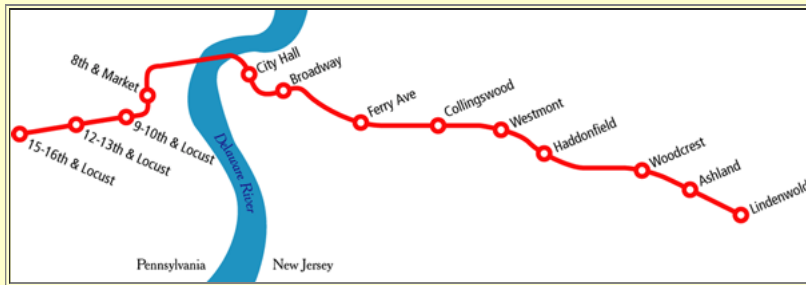 8th & Market
15-16th & Locust
12-13th & Locust
9-10th & Locust
City Hall
Broadway
Ferry Ave
Collingswood
Westmont
Haddonfield
Woodcrest
Ashland
Lindenwold
Delaware River
Pennsylvania
New Jersey